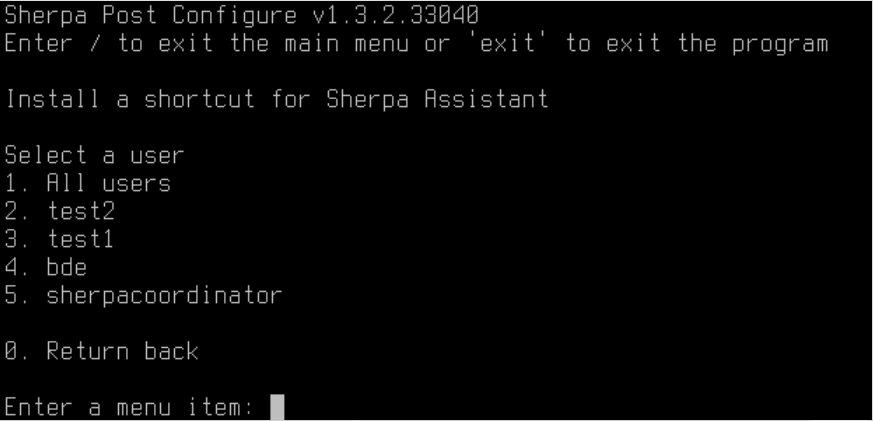 Sherpa Post Configure v1.3.2.33040
Enter / to exit the main menu or 'exit' to exit the program
Install a shortcut for Sherpa Assistant
Select a user
1. All users
2. test2
3. test1
4. bde
5. sherpacoordinator
0. Return back
Enter a menu item: